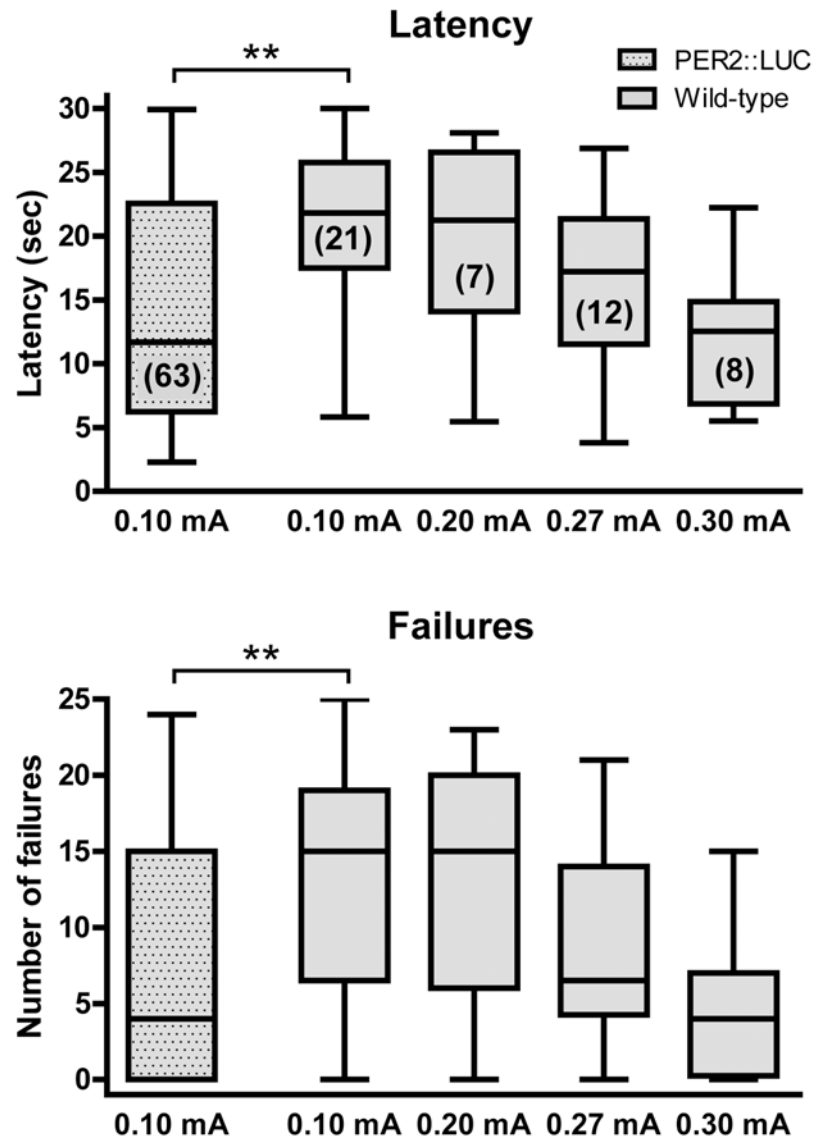 Latency
**
PER2::LUC
Wild-type
Latency (sec)
30
25
20
15
10
5
0
(63)
(21)
(7)
(12)
(8)
0.10 mA 0.10 mA 0.20 mA 0.27 mA 0.30 mA
Failures
**
Number of failures
25
20
15
10
5
0
0.10 mA 0.10 mA 0.20 mA 0.27 mA 0.30 mA